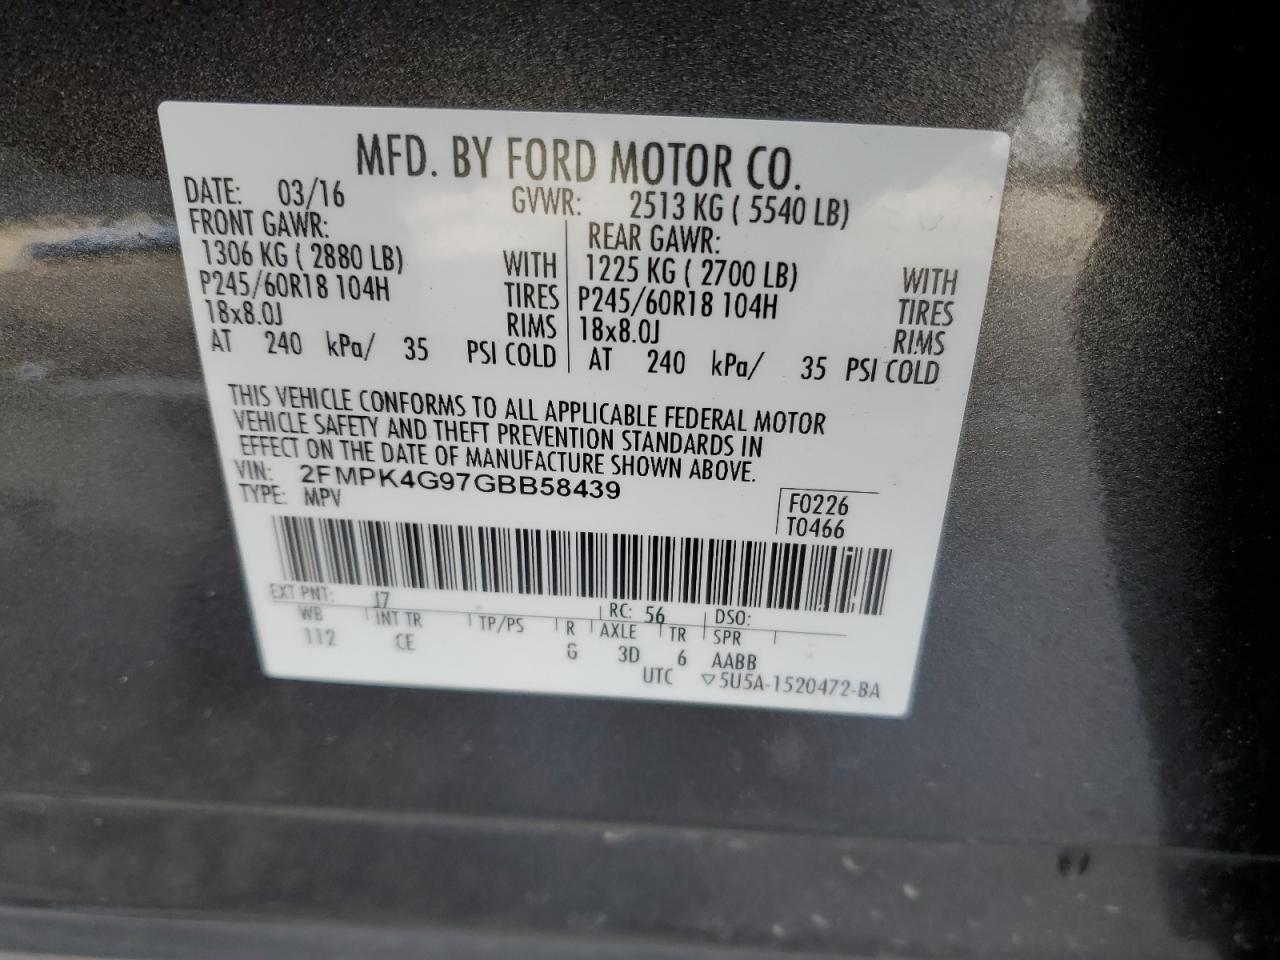 MFD. BY FORD MOTOR CO.
DATE: 03/16 GVWR: 2513 KG ( 5540 LB)
FRONT GAWR: REAR GAWR:
1306 KG ( 2880 LB) WITH 1225 KG ( 2700 LB) WITH
P245/60R18 104H TIRES P245/60R18 104H TIRES
18x8.0J RIMS 18x8.0J RIMS
AT 240 kPa/ 35 PSI COLD AT 240 kPa/ 35 PSI COLD
THIS VEHICLE CONFORMS TO ALL APPLICABLE FEDERAL MOTOR
VEHICLE SAFETY AND THEFT PREVENTION STANDARDS IN
EFFECT ON THE DATE OF MANUFACTURE SHOWN ABOVE.
VIN: 2FMPK4G97GBB58439
TYPE: MPV
F0226
T0466
EXT PNT: J7 RC: 56 DSO:
WB INT TR TP/PS R AXLE TR SPR
112 CE G 3D 6 AABB
UTC ▽5U5A-1520472-BA